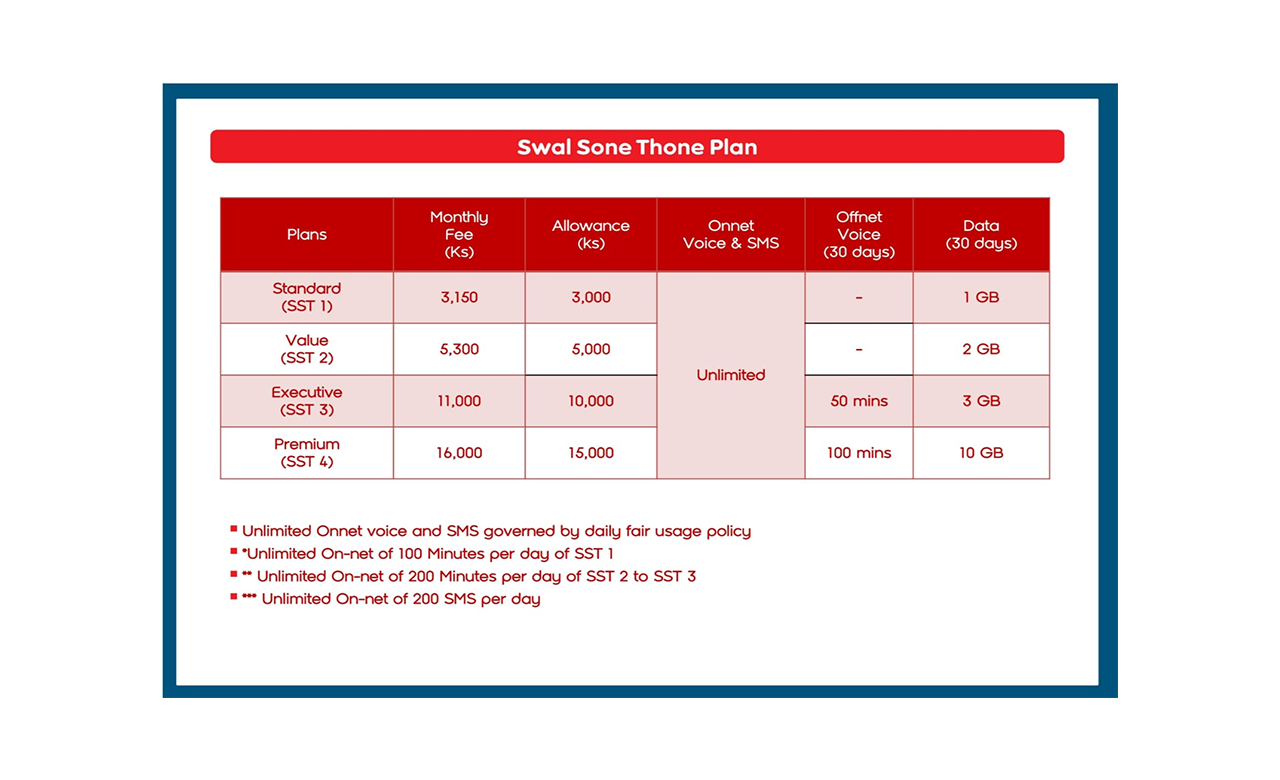 Swal Sone Thone Plan
Plans
Monthly
Fee
(Ks)
Allowance
(ks)
Onnet
Voice & SMS
Offnet
Voice
(30 days)
Data
(30 days)
Standard
(SST 1)
3,150
3,000
Unlimited
-
1 GB
Value
(SST 2)
5,300
5,000
-
2 GB
Executive
(SST 3)
11,000
10,000
50 mins
3 GB
Premium
(SST 4)
16,000
15,000
100 mins
10 GB
Unlimited Onnet voice and SMS governed by daily fair usage policy
*Unlimited On-net of 100 Minutes per day of SST 1
** Unlimited On-net of 200 Minutes per day of SST 2 to SST 3
*** Unlimited On-net of 200 SMS per day